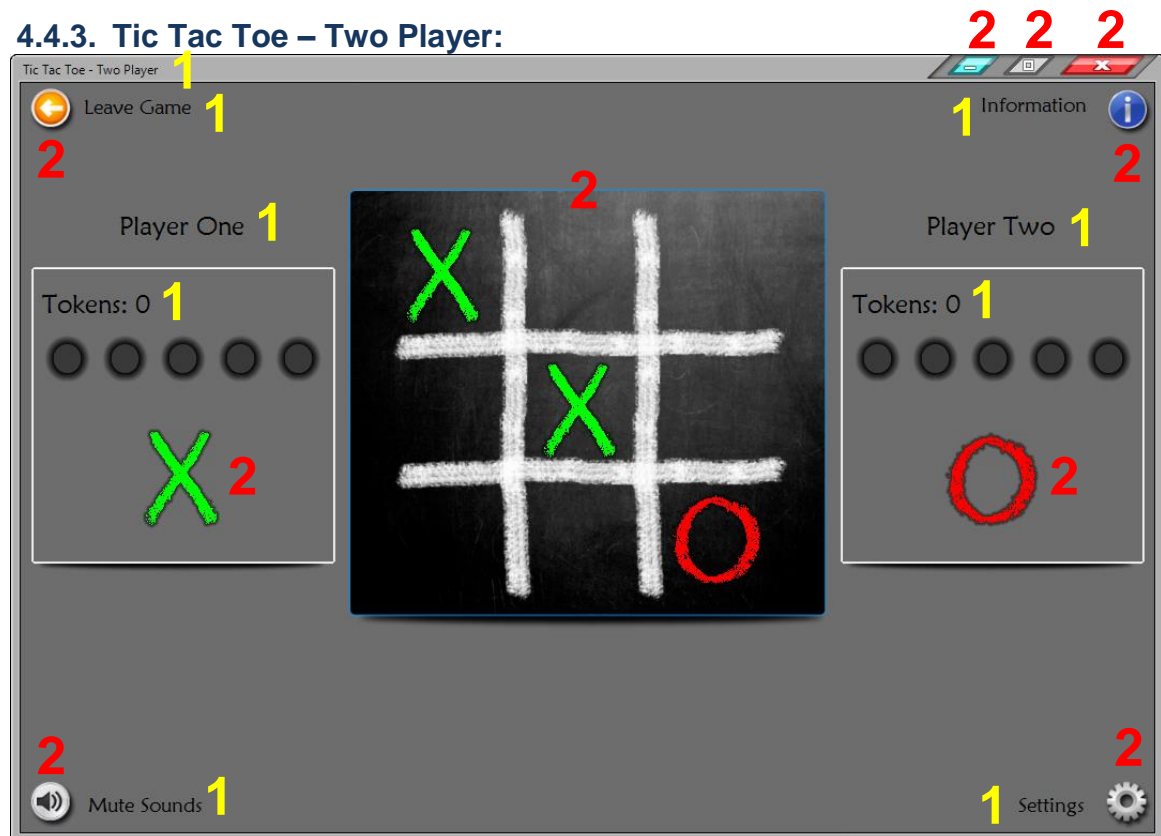 4.4.3. Tic Tac Toe – Two Player:
2 2 2
Tic Tac Toe - Two Player 1
Leave Game 1
1 Information
2
2
2
Player One 1
Player Two 1
Tokens: 0 1
Tokens: 0 1
X 2
X
X
O
O 2
2
Mute Sounds 1
2
1 Settings